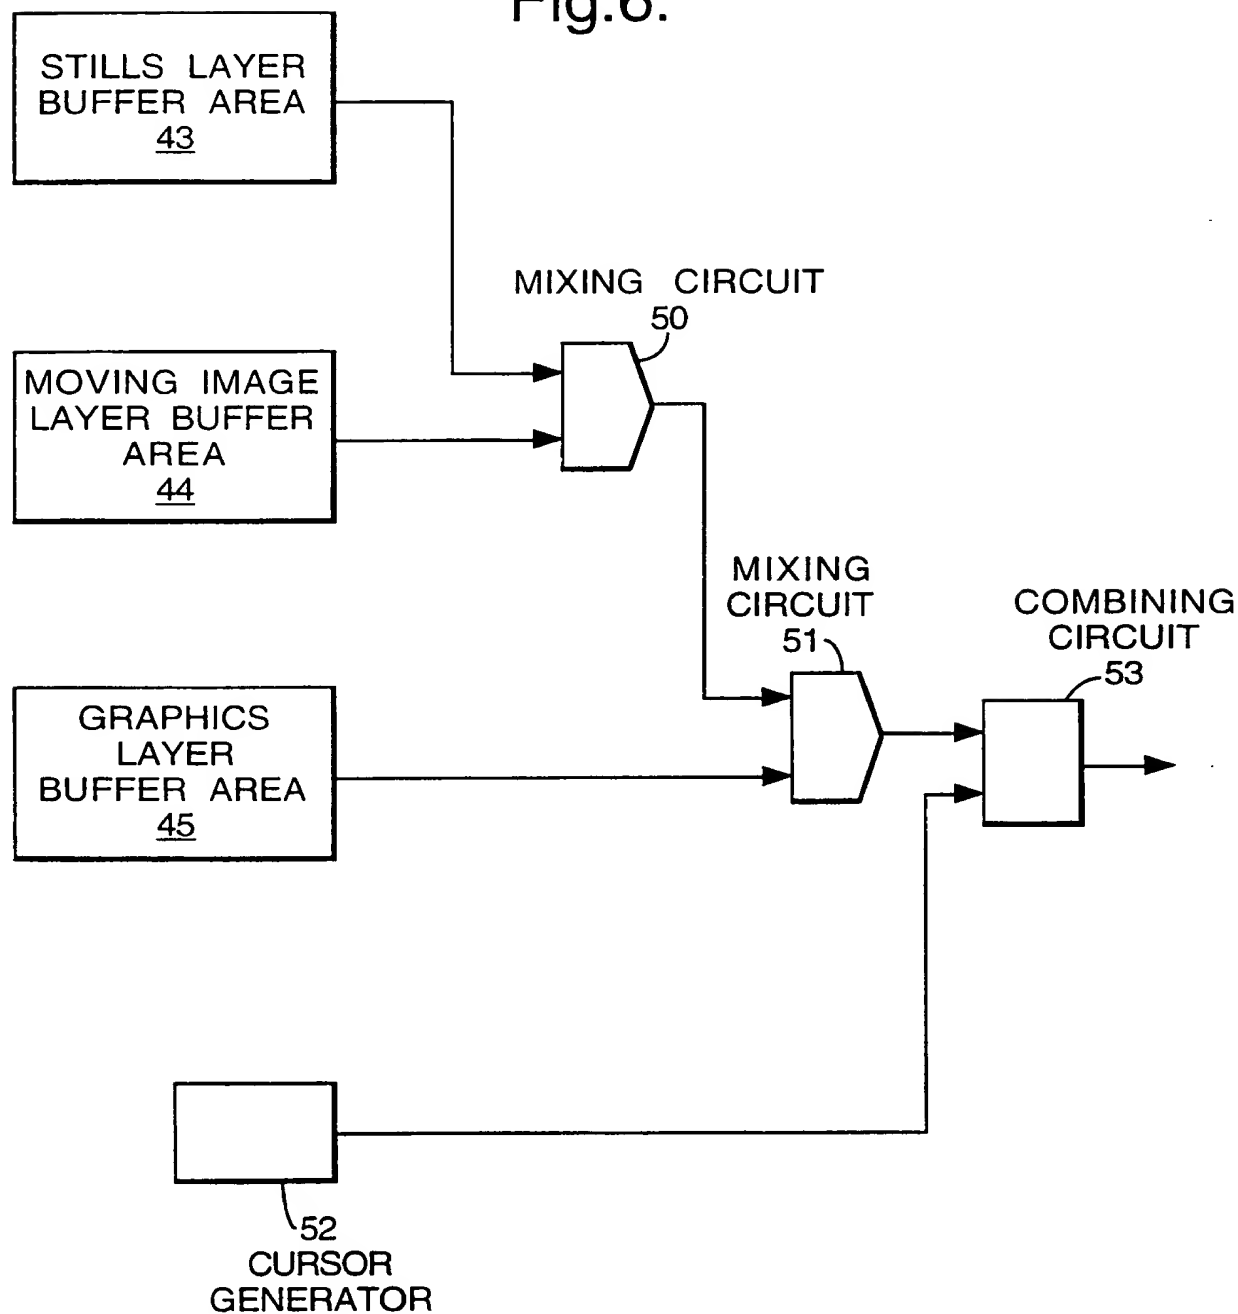 Fig.6.
STILLS LAYER
BUFFER AREA
43
MIXING CIRCUIT
50
MOVING IMAGE
LAYER BUFFER
AREA
44
MIXING
CIRCUIT
51
COMBINING
CIRCUIT
53
GRAPHICS
LAYER
BUFFER AREA
45
52
CURSOR
GENERATOR